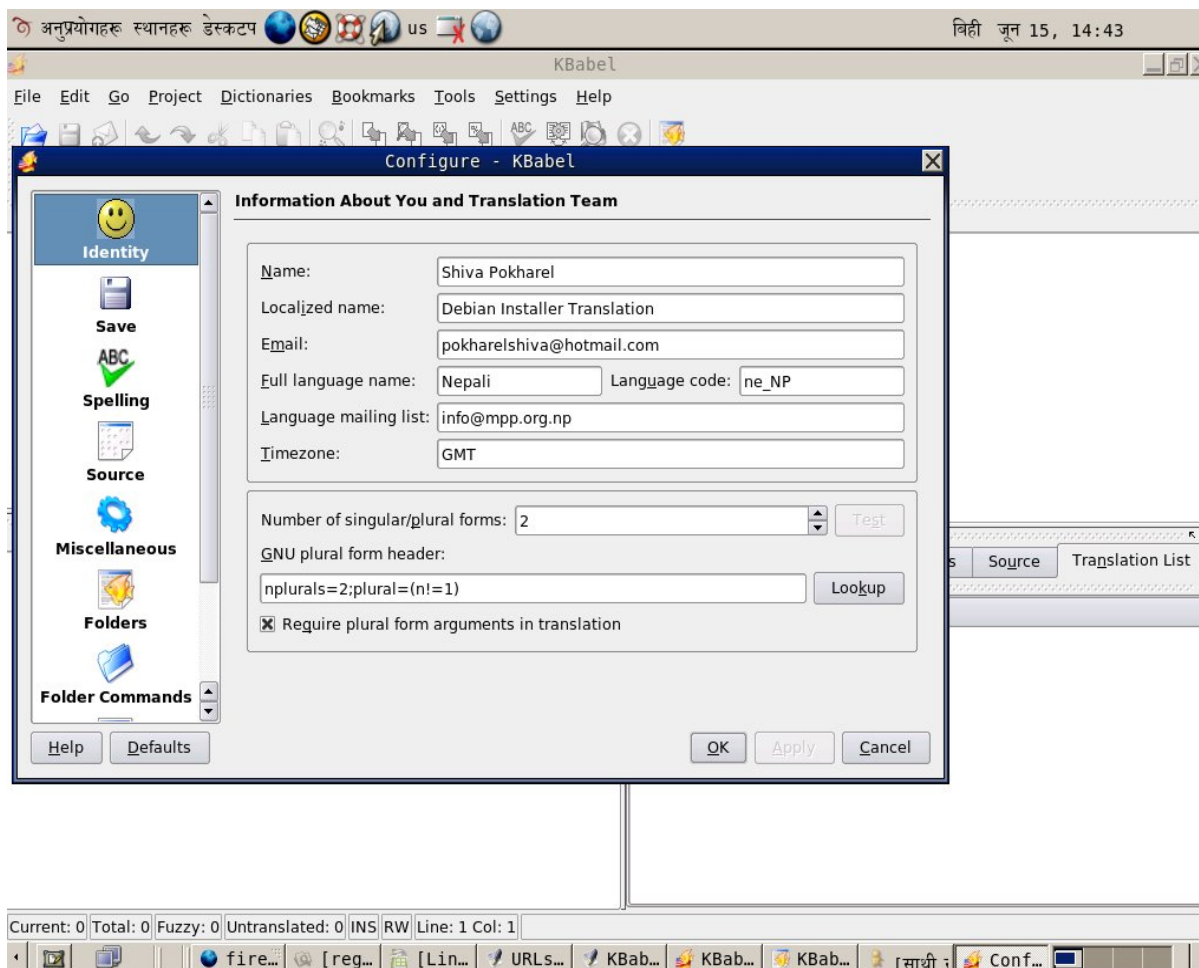 अनुप्रयोगहरू स्थानहरू डेस्कटप us बिही जून 15, 14:43
KBabel
File Edit Go Project Dictionaries Bookmarks Tools Settings Help
Configure - KBabel
Identity
Save
Spelling
Source
Miscellaneous
Folders
Folder Commands
Information About You and Translation Team
Name: Shiva Pokharel
Localized name: Debian Installer Translation
Email: pokharelshiva@hotmail.com
Full language name: Nepali Language code: ne_NP
Language mailing list: info@mpp.org.np
Timezone: GMT
Number of singular/plural forms: 2 Test
GNU plural form header:
nplurals=2;plural=(n!=1) Lookup
Require plural form arguments in translation
Help Defaults OK Apply Cancel
s Source Translation List
Current: 0 Total: 0 Fuzzy: 0 Untranslated: 0 INS RW Line: 1 Col: 1
fire… [reg… [Lin… URLs… KBab… KBab… KBab… [साथी Conf…